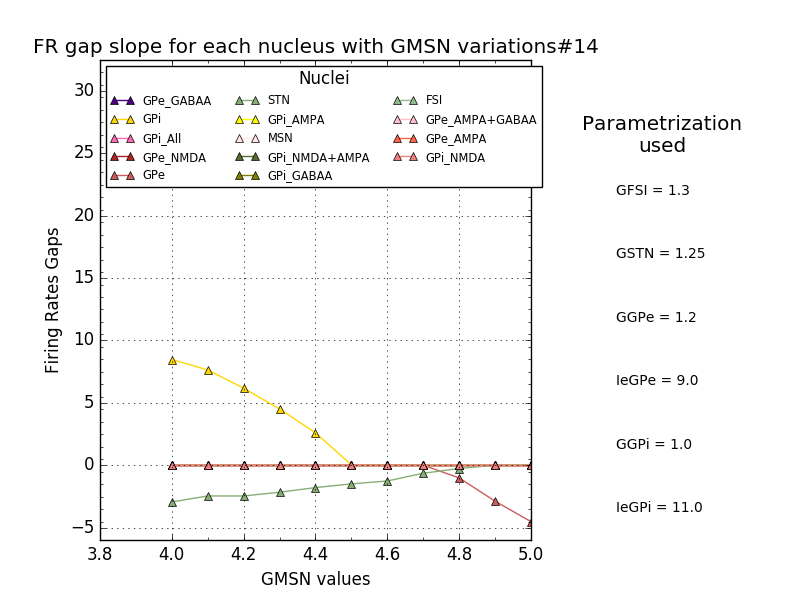 FR gap slope for each nucleus with GMSN variations#14
Nuclei
GPe_GABAA
GPi
GPi_All
GPe_NMDA
GPe
STN
GPi_AMPA
MSN
GPi_NMDA+AMPA
GPi_GABAA
FSI
GPe_AMPA+GABAA
GPe_AMPA
GPi_NMDA
Firing Rates Gaps
30
25
20
15
10
5
0
−5
3.8
4.0
4.2
4.4
4.6
4.8
5.0
GMSN values
Parametrization
used
GFSI = 1.3
GSTN = 1.25
GGPe = 1.2
IeGPe = 9.0
GGPi = 1.0
IeGPi = 11.0